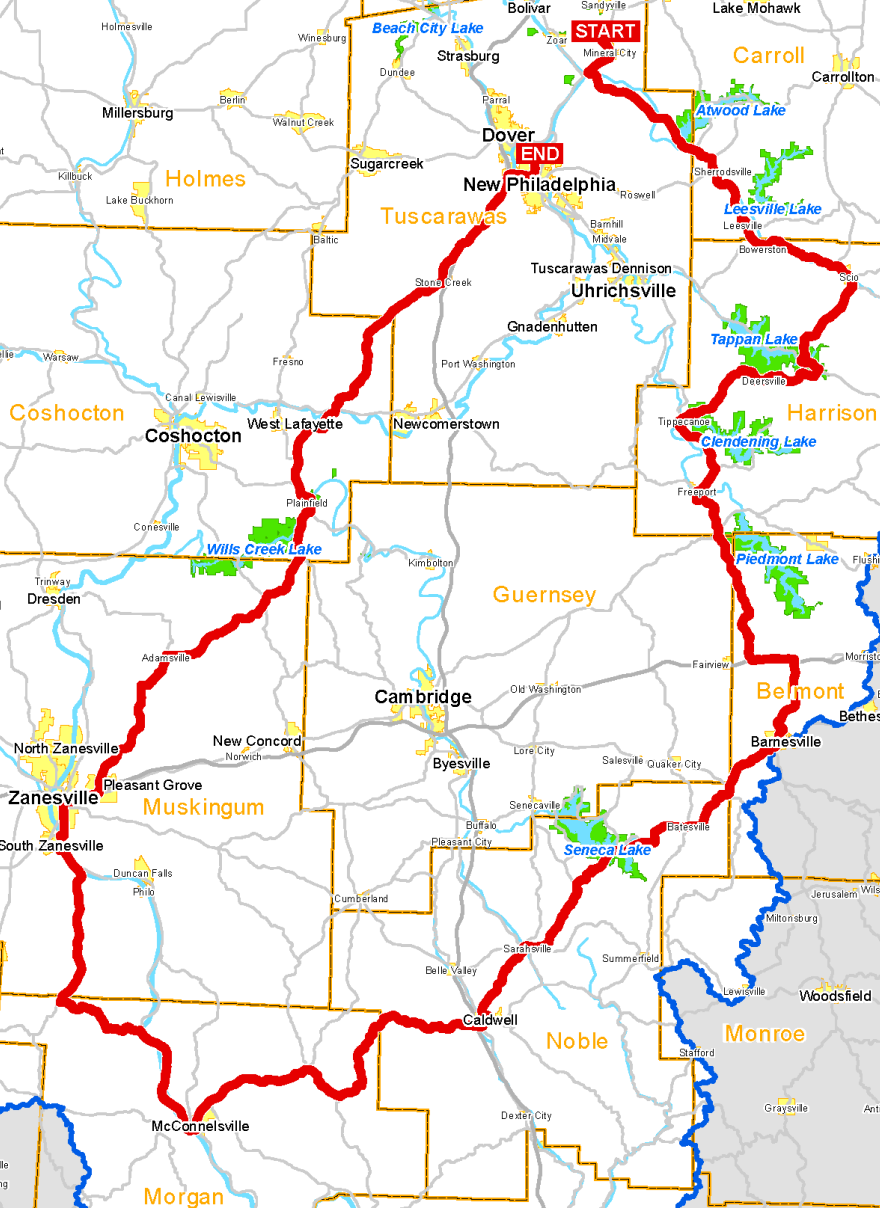 Bolivar
Sandyville
Lake Mohawk
Holmesville
Beach City Lake
START
Zoar
Winesburg
Strasburg
Mineral City
Carroll
Dundee
Carrollton
Berlin
Parral
Millersburg
Atwood Lake
Walnut Creek
Dover
END
Sugarcreek
Killbuck
Holmes
Sherrodsville
New Philadelphia
Roswell
Lake Buckhorn
Tuscarawas
Leesville Lake
Barnhill
Leesville
Baltic
Midvale
Bowerston
Tuscarawas Dennison
Scio
Stone Creek
Uhrichsville
Gnadenhutten
Tappan Lake
Warsaw
Fresno
Port Washington
Deersville
Canal Lewisville
Coshocton
Harrison
West Lafayette
Newcomerstown
Tippecanoe
Coshocton
Clendening Lake
Freeport
Plainfield
Conesville
Wills Creek Lake
Piedmont Lake
Kimbolton
Flushi
Trinway
Dresden
Guernsey
Adamsville
Fairview
Morrist
Old Washington
Belmont
Cambridge
Bethes
North Zanesville
New Concord
Barnesville
Norwich
Lore City
Byesville
Salesville
Quaker City
Pleasant Grove
Zanesville
Muskingum
Senecaville
Buffalo
Batesville
South Zanesville
Pleasant City
Seneca Lake
Duncan Falls
Philo
Cumberland
Jerusalem
Wils
Miltonsburg
Sarahsville
Summerfield
Belle Valley
Lewisville
Woodsfield
Caldwell
Noble
Monroe
Stafford
Graysville
Anti
Dexter City
McConnelsville
Morgan